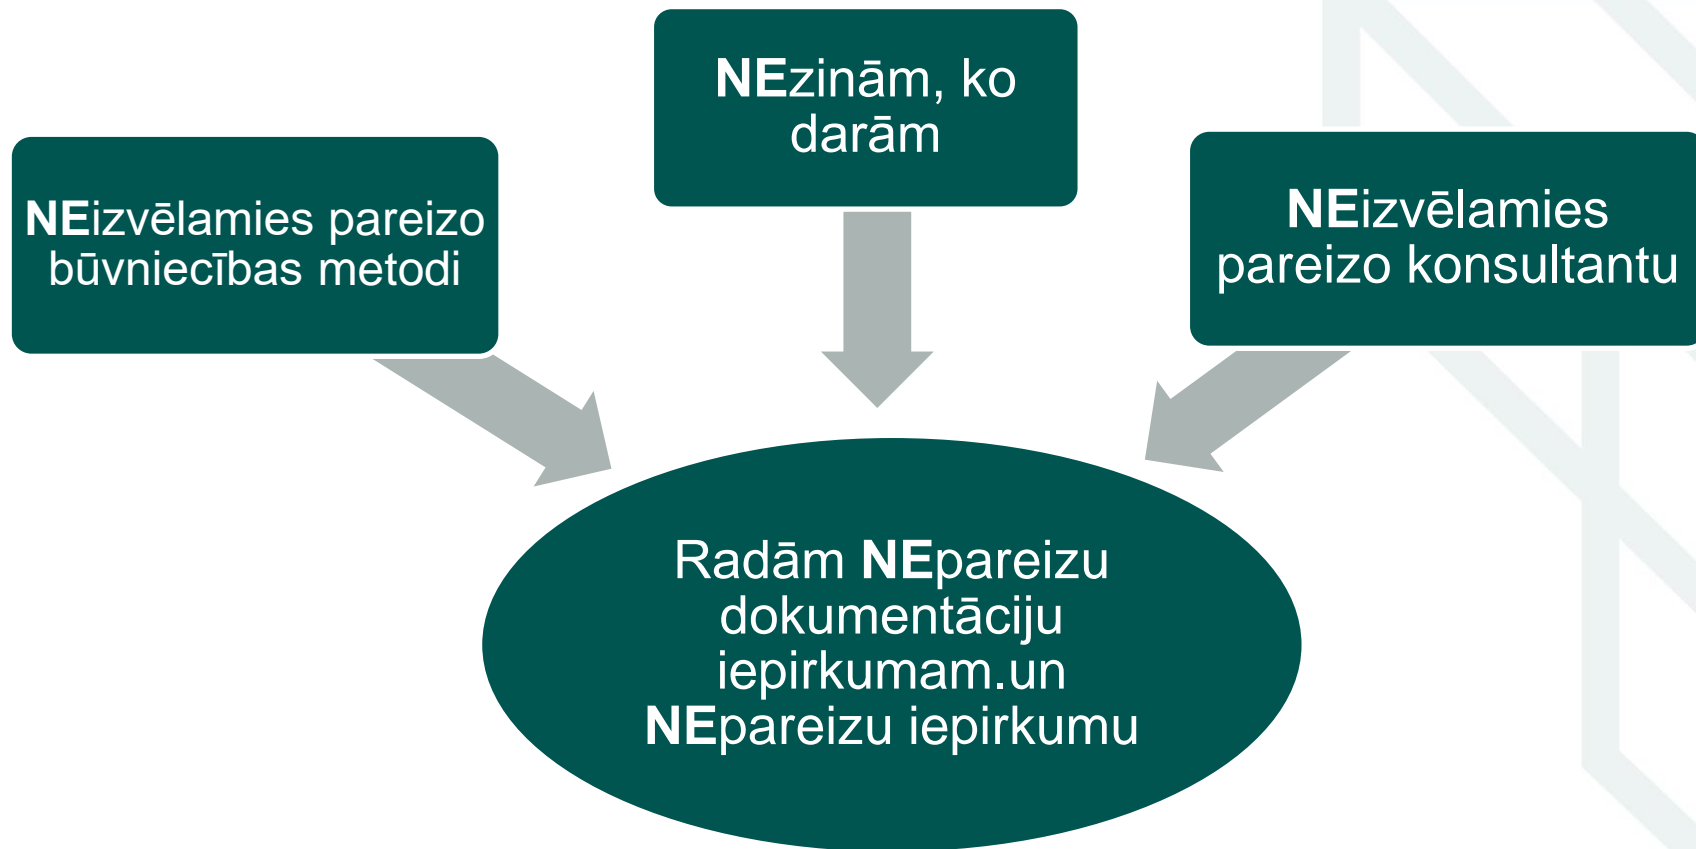 NEizvēlamies pareizo
būvniecības metodi
NEzinām, ko
darām
NEizvēlamies
pareizo konsultantu
Radām NEpareizu
dokumentāciju
iepirkumam.un
NEpareizu iepirkumu